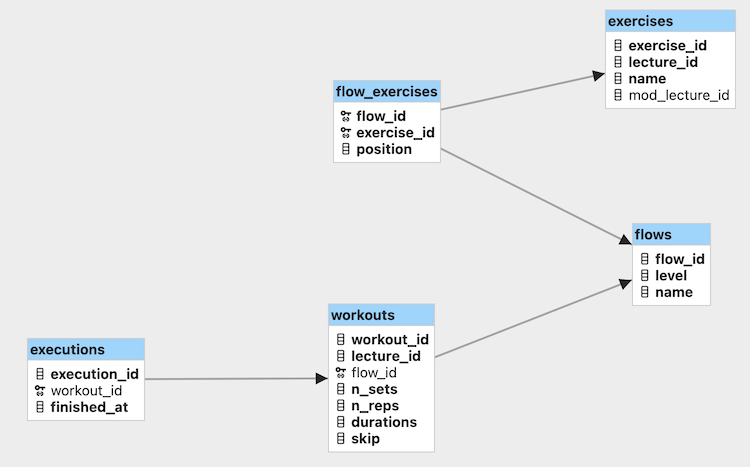 exercises
exercise_id
lecture_id
name
mod_lecture_id
flow_exercises
flow_id
exercise_id
position
flows
flow_id
level
name
workouts
workout_id
lecture_id
flow_id
n_sets
n_reps
durations
skip
executions
execution_id
workout_id
finished_at